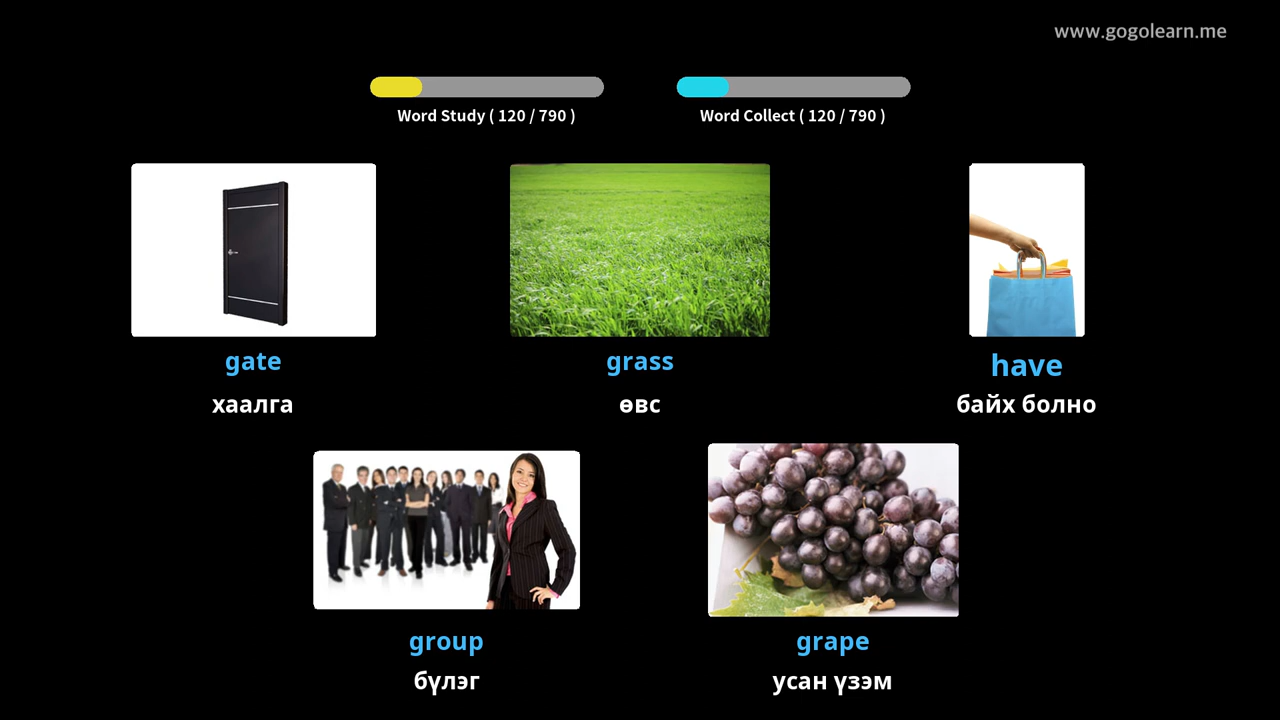 www.gogolearn.me
Word Study ( 120 / 790 )
Word Collect ( 120 / 790 )
gate
grass
have
хаалга
өвс
байх болно
group
grape
бүлэг
усан үзэм